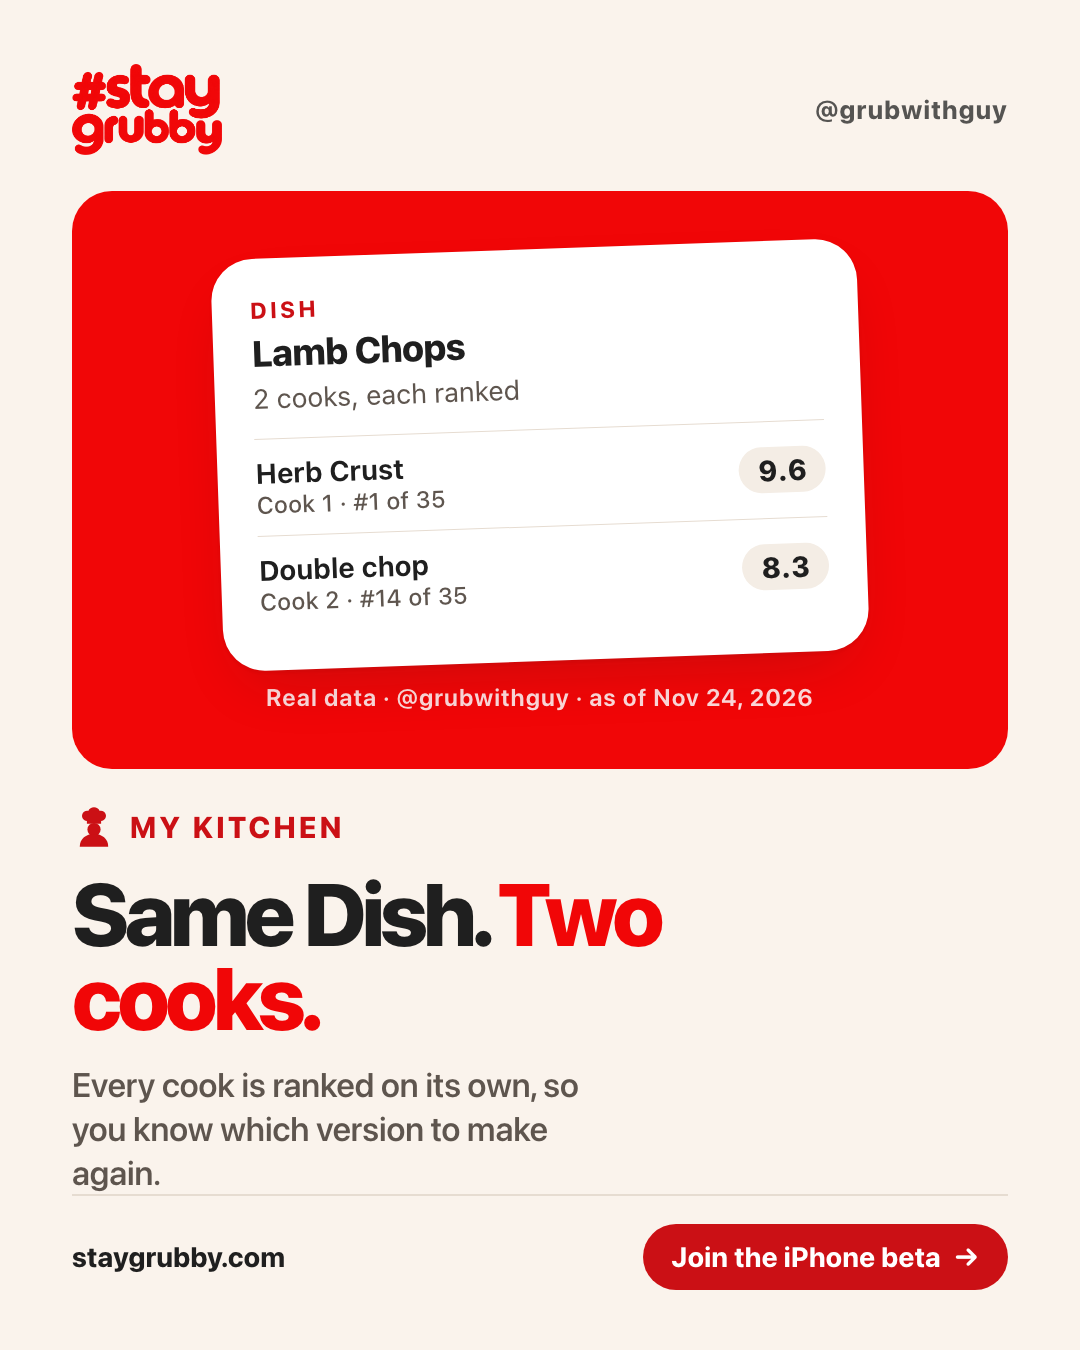 #stay
grubby
@grubwithguy
DISH
Lamb Chops
2 cooks, each ranked
Herb Crust
9.6
Cook 1 · #1 of 35
Double chop
8.3
Cook 2 · #14 of 35
Real data · @grubwithguy · as of Nov 24, 2026
MY KITCHEN
Same Dish. Two
cooks.
Every cook is ranked on its own, so
you know which version to make
again.
staygrubby.com
Join the iPhone beta →